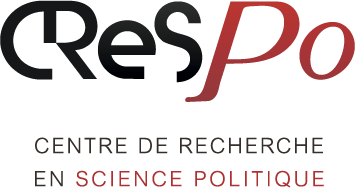 CReSPo
CENTRE DE RECHERCHE
EN SCIENCE POLITIQUE